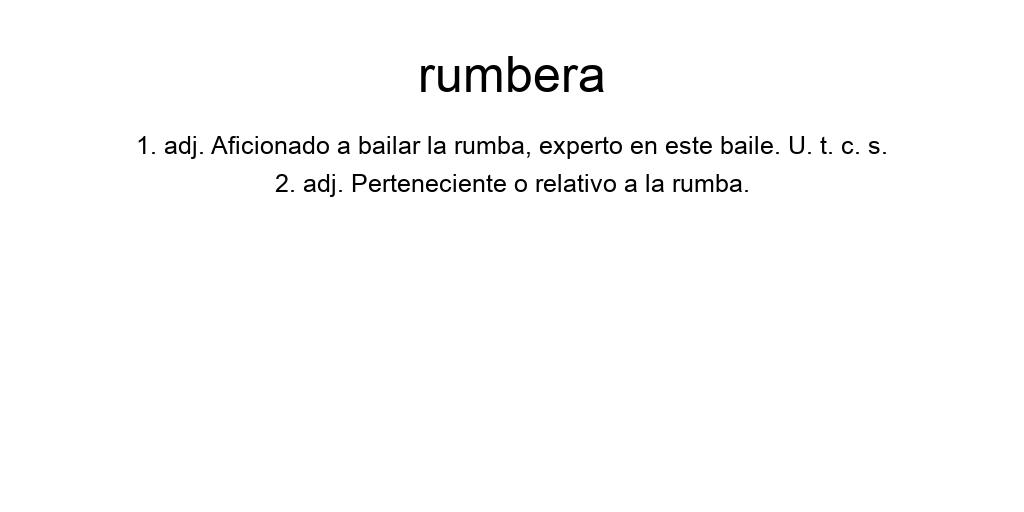 rumbera
1. adj. Aficionado a bailar la rumba, experto en este baile. U. t. c. s.
2. adj. Perteneciente o relativo a la rumba.